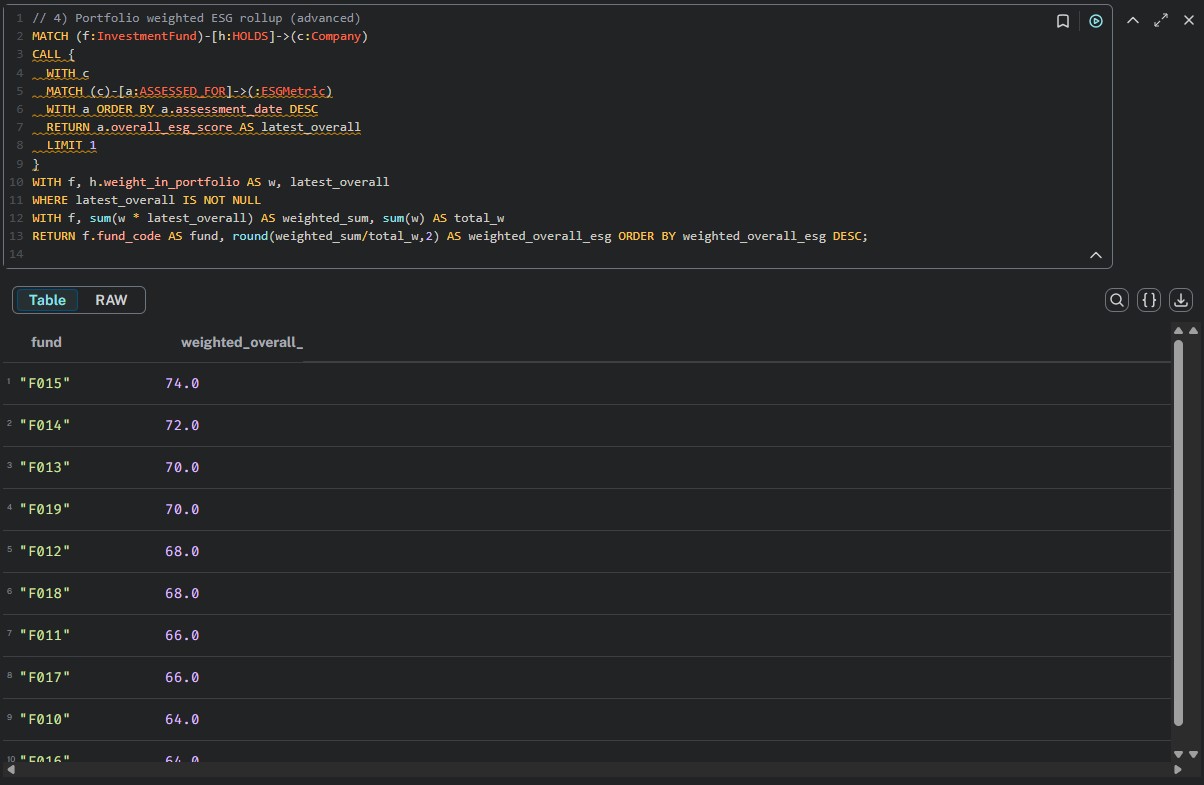 1 // 4) Portfolio weighted ESG rollup (advanced)
2 MATCH (f:InvestmentFund)-[h:HOLDS]->(c:Company)
3 CALL {
4   WITH c
5   MATCH (c)-[a:ASSESSED_FOR]->(:ESGMetric)
6   WITH a ORDER BY a.assessment_date DESC
7   RETURN a.overall_esg_score AS latest_overall
8   LIMIT 1
9 }
10 WITH f, h.weight_in_portfolio AS w, latest_overall
11 WHERE latest_overall IS NOT NULL
12 WITH f, sum(w * latest_overall) AS weighted_sum, sum(w) AS total_w
13 RETURN f.fund_code AS fund, round(weighted_sum/total_w,2) AS weighted_overall_esg ORDER BY weighted_overall_esg DESC;
14
Table RAW {}
fund weighted_overall_
1 "F015" 74.0
2 "F014" 72.0
3 "F013" 70.0
4 "F019" 70.0
5 "F012" 68.0
6 "F018" 68.0
7 "F011" 66.0
8 "F017" 66.0
9 "F010" 64.0
10 "F016" 64.0